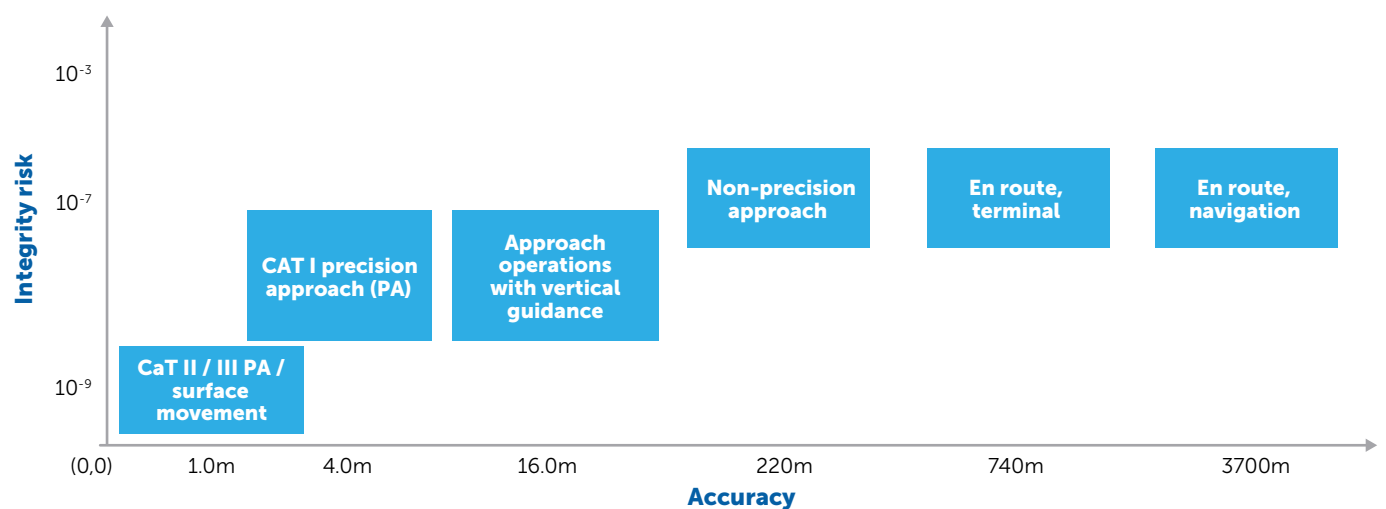 Integrity risk
10-3
10-7
10-9
Non-precision
approach
En route,
terminal
En route,
navigation
CAT I precision
approach (PA)
Approach
operations
with vertical
guidance
CaT II / III PA /
surface
movement
(0,0)
1.0m
4.0m
16.0m
220m
740m
3700m
Accuracy